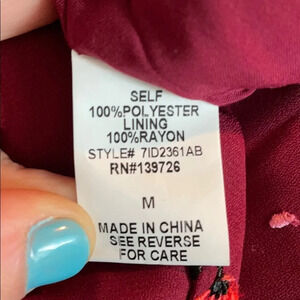 SELF
100%POLYESTER
LINING
100%RAYON
STYLE# 7ID2361AB
RN#139726
M
MADE IN CHINA
SEE REVERSE
FOR CARE